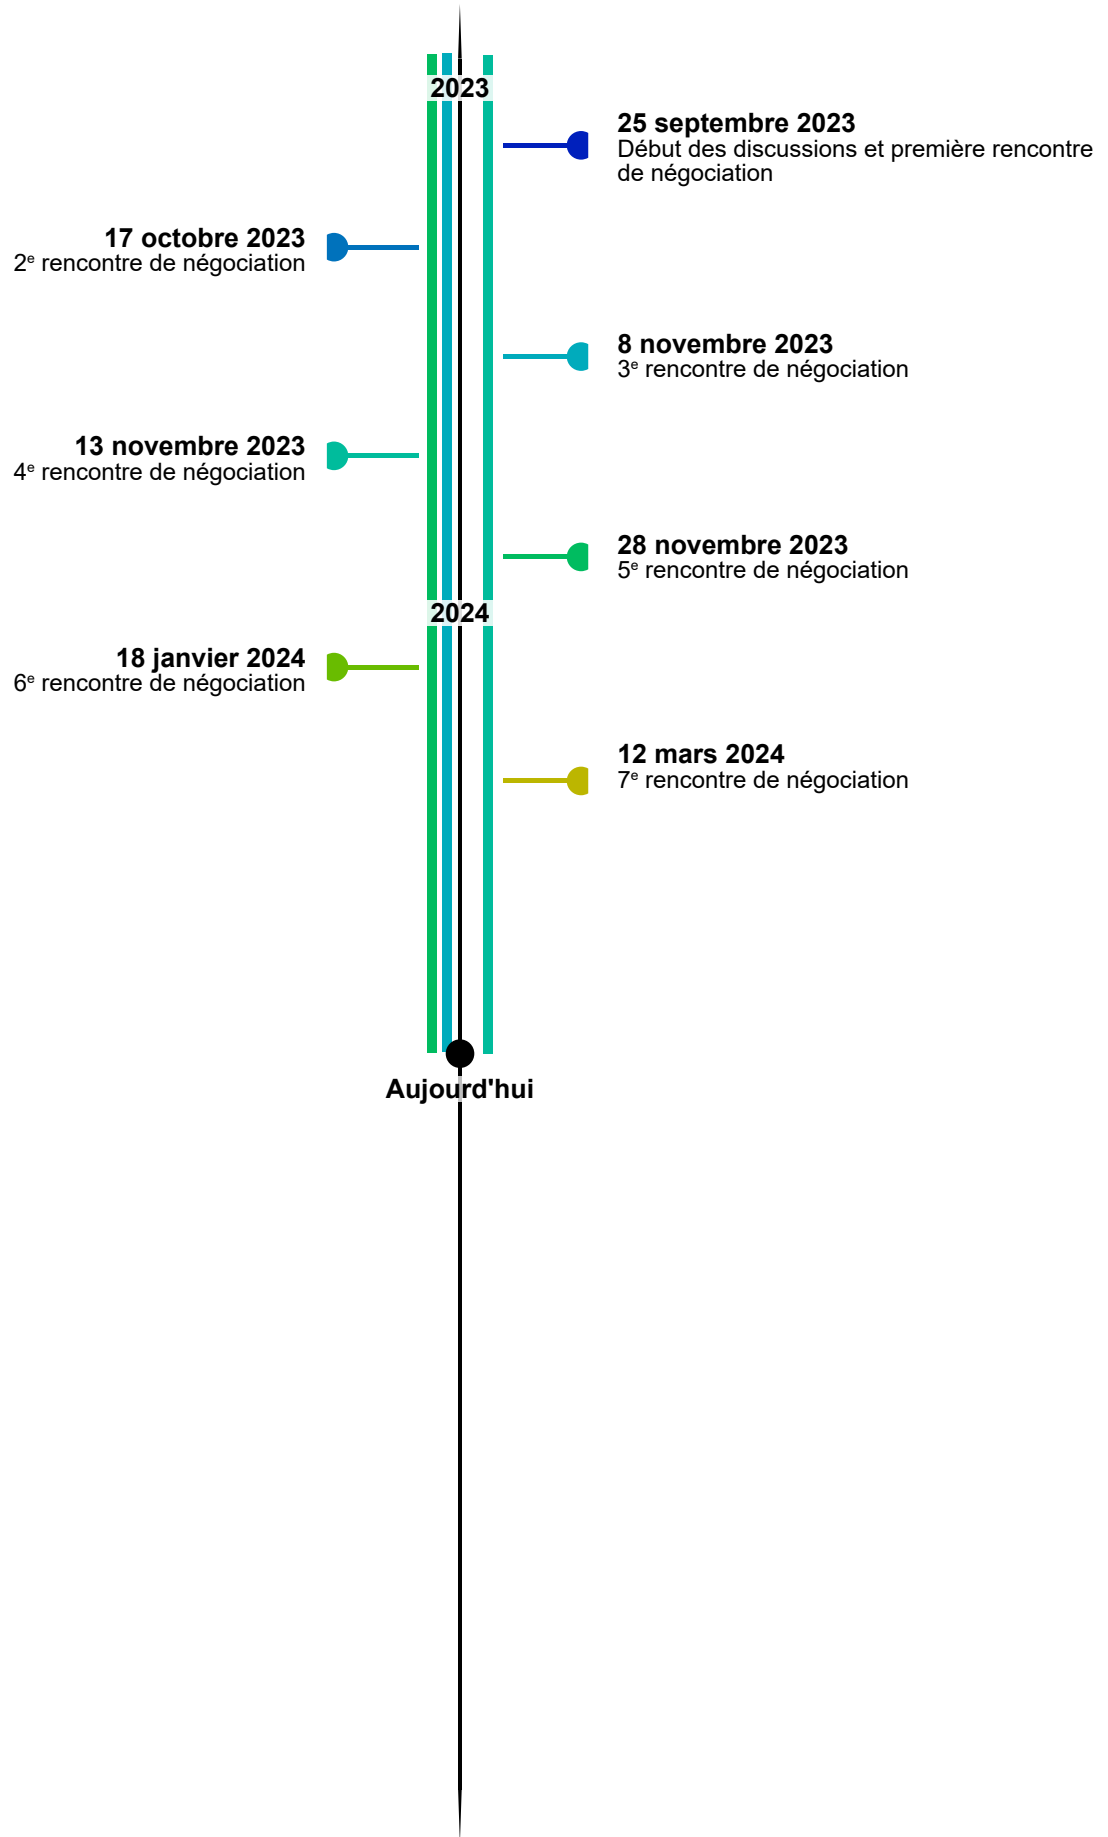 2023
25 septembre 2023
Début des discussions et première rencontre
de négociation
17 octobre 2023
2ᵉ rencontre de négociation
8 novembre 2023
3ᵉ rencontre de négociation
13 novembre 2023
4ᵉ rencontre de négociation
28 novembre 2023
5ᵉ rencontre de négociation
2024
18 janvier 2024
6ᵉ rencontre de négociation
12 mars 2024
7ᵉ rencontre de négociation
Aujourd'hui